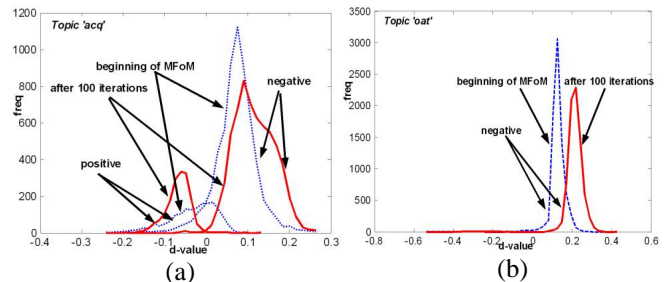 Topic 'acq'
1200
1000
800
600
400
200
0
freq
beginning of MFoM
after 100 iterations
negative
positive
-0.4 -0.3 -0.2 -0.1 0.0 0.1 0.2 0.3
d-value
(a)
Topic 'oat'
3500
3000
2500
2000
1500
1000
500
0
freq
beginning of MFoM after 100 iterations
negative
-0.8 -0.6 -0.4 -0.2 0 0.2 0.4 0.6
d-value
(b)